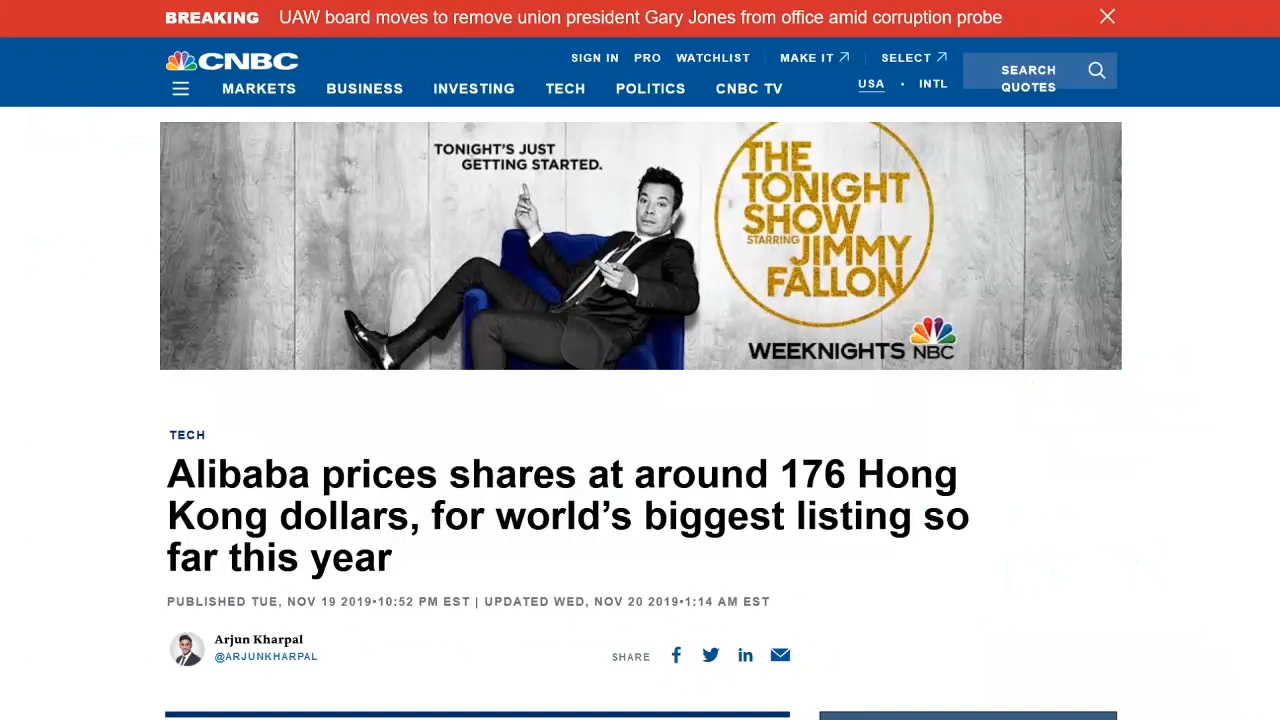 BREAKING UAW board moves to remove union president Gary Jones from office amid corruption probe
CNBC
SIGN IN PRO WATCHLIST MAKE IT SELECT
USA • INTL
SEARCH QUOTES
MARKETS BUSINESS INVESTING TECH POLITICS CNBC TV
TONIGHT'S JUST
GETTING STARTED.
THE
TONIGHT
SHOW
STARRING JIMMY
FALLON
WEEKNIGHTS NBC
TECH
Alibaba prices shares at around 176 Hong
Kong dollars, for world’s biggest listing so
far this year
PUBLISHED TUE, NOV 19 2019•10:52 PM EST | UPDATED WED, NOV 20 2019•1:14 AM EST
Arjun Kharpal
@ARJUNKHARPAL
SHARE